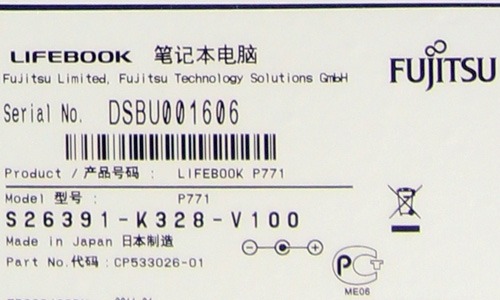 LIFEBOOK 笔记本电脑
FUJITSU
Fujitsu Limited, Fujitsu Technology Solutions GmbH
Serial No. DSBU001606
Product / 产品号码 : LIFEBOOK P771
Model 型号 : P771
S26391-K328-V100
Made in Japan 日本制造
Part No.代码:CP533026-01
PCT
ME06